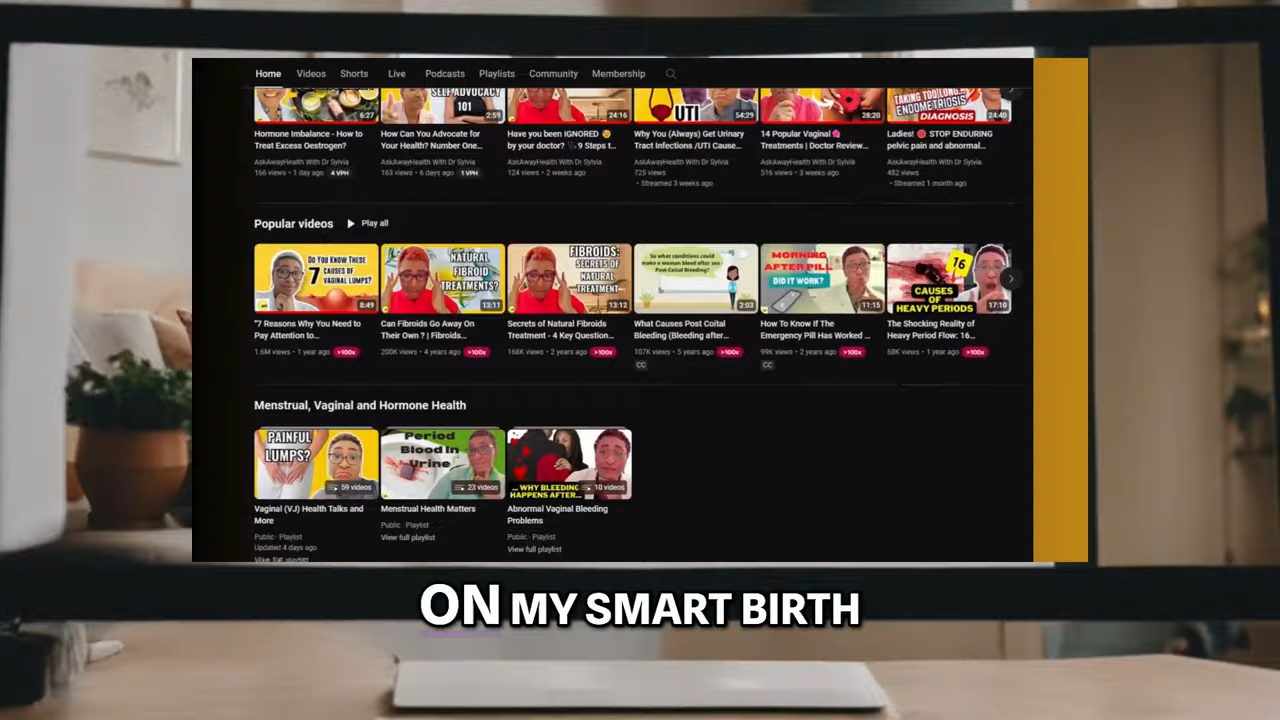 Home Videos Shorts Live Podcasts Playlists Community Membership
SELF ADVOCACY
101
UTI
TAKING TOO LONG...
ENDOMETRIOSIS
DIAGNOSIS
6:27
2:59
24:16
54:29
28:20
24:40
Hormone Imbalance - How to
Treat Excess Oestrogen?
AskAwayHealth With Dr Sylvia
166 views • 1 day ago 4 VPH
How Can You Advocate for
Your Health? Number One...
AskAwayHealth With Dr Sylvia
163 views • 6 days ago 1 VPH
Have you been IGNORED 😨
by your doctor? 🩺 9 Steps t...
AskAwayHealth With Dr Sylvia
124 views • 2 weeks ago
Why You (Always) Get Urinary
Tract Infections /UTI Cause...
AskAwayHealth With Dr Sylvia
725 views
• Streamed 3 weeks ago
14 Popular Vaginal
Treatments | Doctor Review...
AskAwayHealth With Dr Sylvia
516 views • 3 weeks ago
Ladies! 🛑 STOP ENDURING
pelvic pain and abnormal...
AskAwayHealth With Dr Sylvia
482 views
• Streamed 1 month ago
Popular videos Play all
DO YOU KNOW THESE
7 CAUSES OF
VAGINAL LUMPS?
8:49
NATURAL
FIBROID
TREATMENTS?
13:11
FIBROIDS:
SECRETS OF
NATURAL
TREATMENT
13:12
So what conditions could
make a woman bleed after sex -
Post-Coital Bleeding?
2:03
MORNING
AFTER PILL
DID IT WORK?
11:15
16
CAUSES
OF
HEAVY PERIODS
17:10
"7 Reasons Why You Need to
Pay Attention to...
1.6M views • 1 year ago >100x
Can Fibroids Go Away On
Their Own ? | Fibroids...
200K views • 4 years ago >100x
Secrets of Natural Fibroids
Treatment - 4 Key Question...
168K views • 2 years ago >100x
What Causes Post Coital
Bleeding (Bleeding after...
107K views • 5 years ago >100x
CC
How To Know If The
Emergency Pill Has Worked ...
99K views • 2 years ago >100x
CC
The Shocking Reality of
Heavy Period Flow: 16...
58K views • 1 year ago >100x
Menstrual, Vaginal and Hormone Health
PAINFUL
LUMPS?
59 videos
Period
Blood In
Urine
23 videos
... WHY BLEEDING
HAPPENS AFTER...
10 videos
Vaginal (VJ) Health Talks and
More
Public · Playlist
Updated 4 days ago
Menstrual Health Matters
Public · Playlist
View full playlist
Abnormal Vaginal Bleeding
Problems
Public · Playlist
View full playlist
ON MY SMART BIRTH